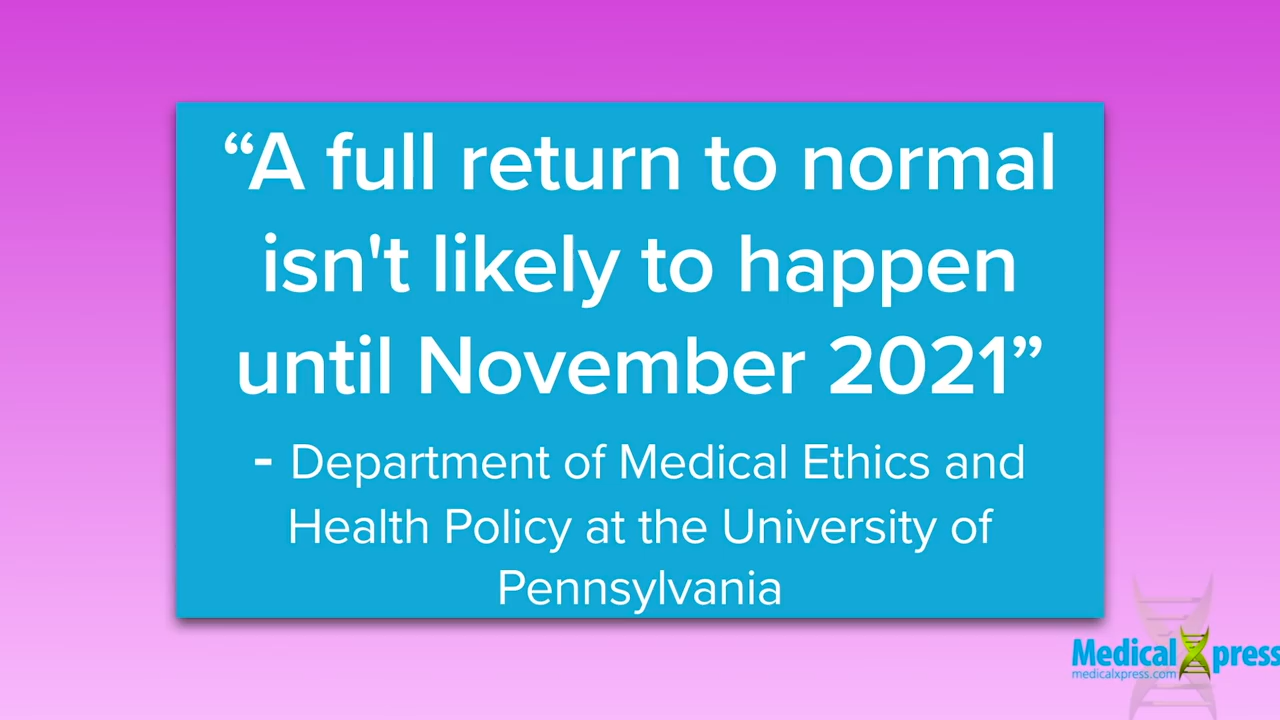 “A full return to normal
isn't likely to happen
until November 2021”
- Department of Medical Ethics and
Health Policy at the University of
Pennsylvania
MedicalXpress
medicalxpress.com